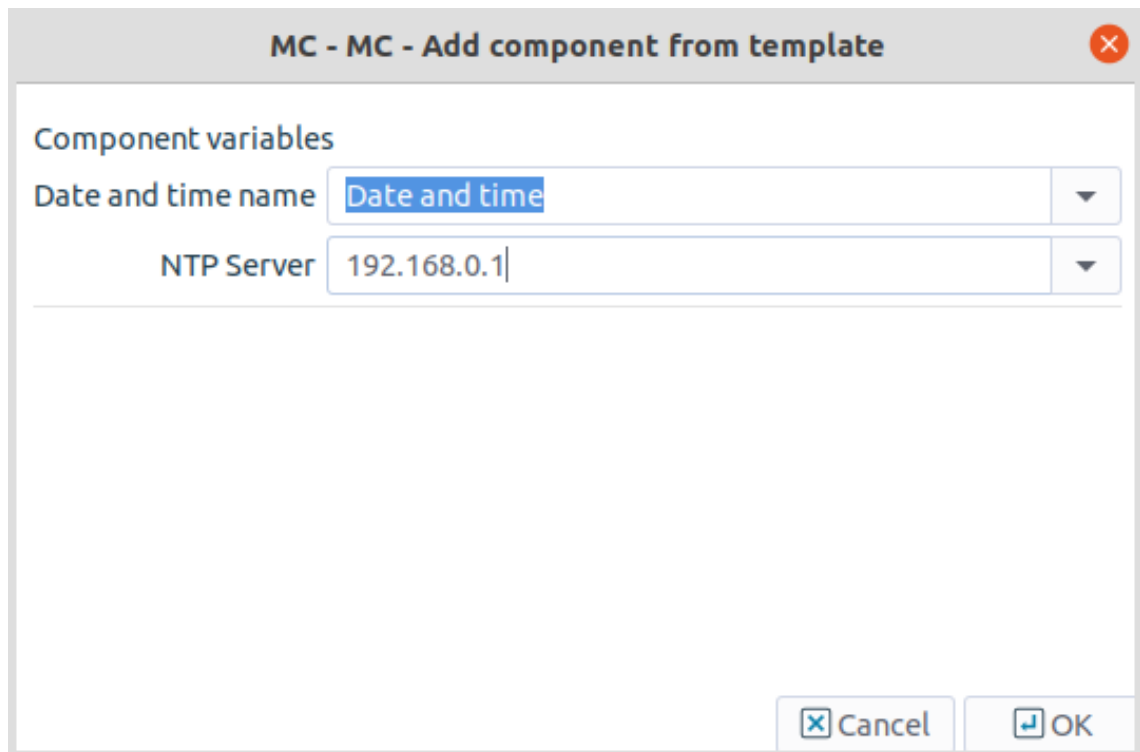 MC - MC - Add component from template
Component variables
Date and time name Date and time
NTP Server 192.168.0.1
Cancel OK